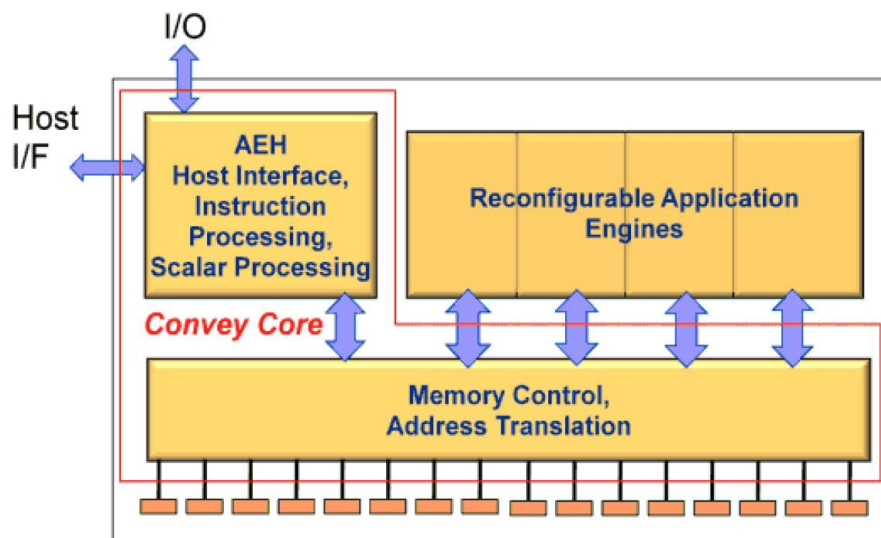 I/O
Host
I/F
AEH
Host Interface,
Instruction
Processing,
Scalar Processing
Reconfigurable Application
Engines
Convey Core
Memory Control,
Address Translation